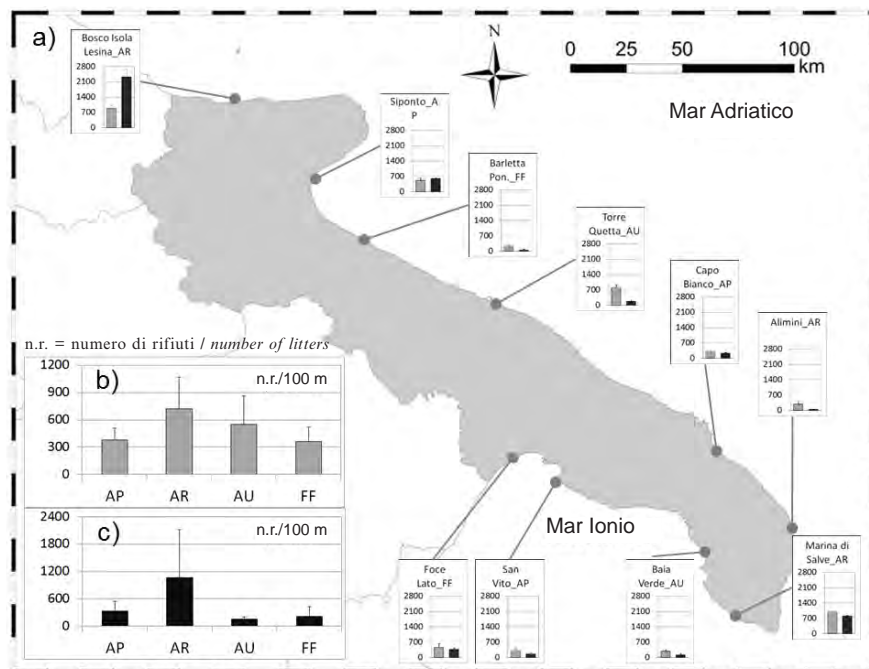 a)
Bosco Isola
Lesina_AR
2800
2100
1400
700
0
N
0 25 50 100
km
Mar Adriatico
Siponto_A
P
2800
2100
1400
700
0
Barletta
Pon._FF
2800
2100
1400
700
0
Torre
Quetta_AU
2800
2100
1400
700
0
Capo
Bianco_AP
2800
2100
1400
700
0
Alimini_AR
2800
2100
1400
700
0
n.r. = numero di rifiuti / number of litters
b)
n.r./100 m
1200
900
600
300
0
AP AR AU FF
c)
n.r./100 m
2400
1800
1200
600
0
AP AR AU FF
Mar Ionio
Foce
Lato_FF
2800
2100
1400
700
0
San
Vito_AP
2800
2100
1400
700
0
Baia
Verde_AU
2800
2100
1400
700
0
Marina di
Salve_AR
2800
2100
1400
700
0